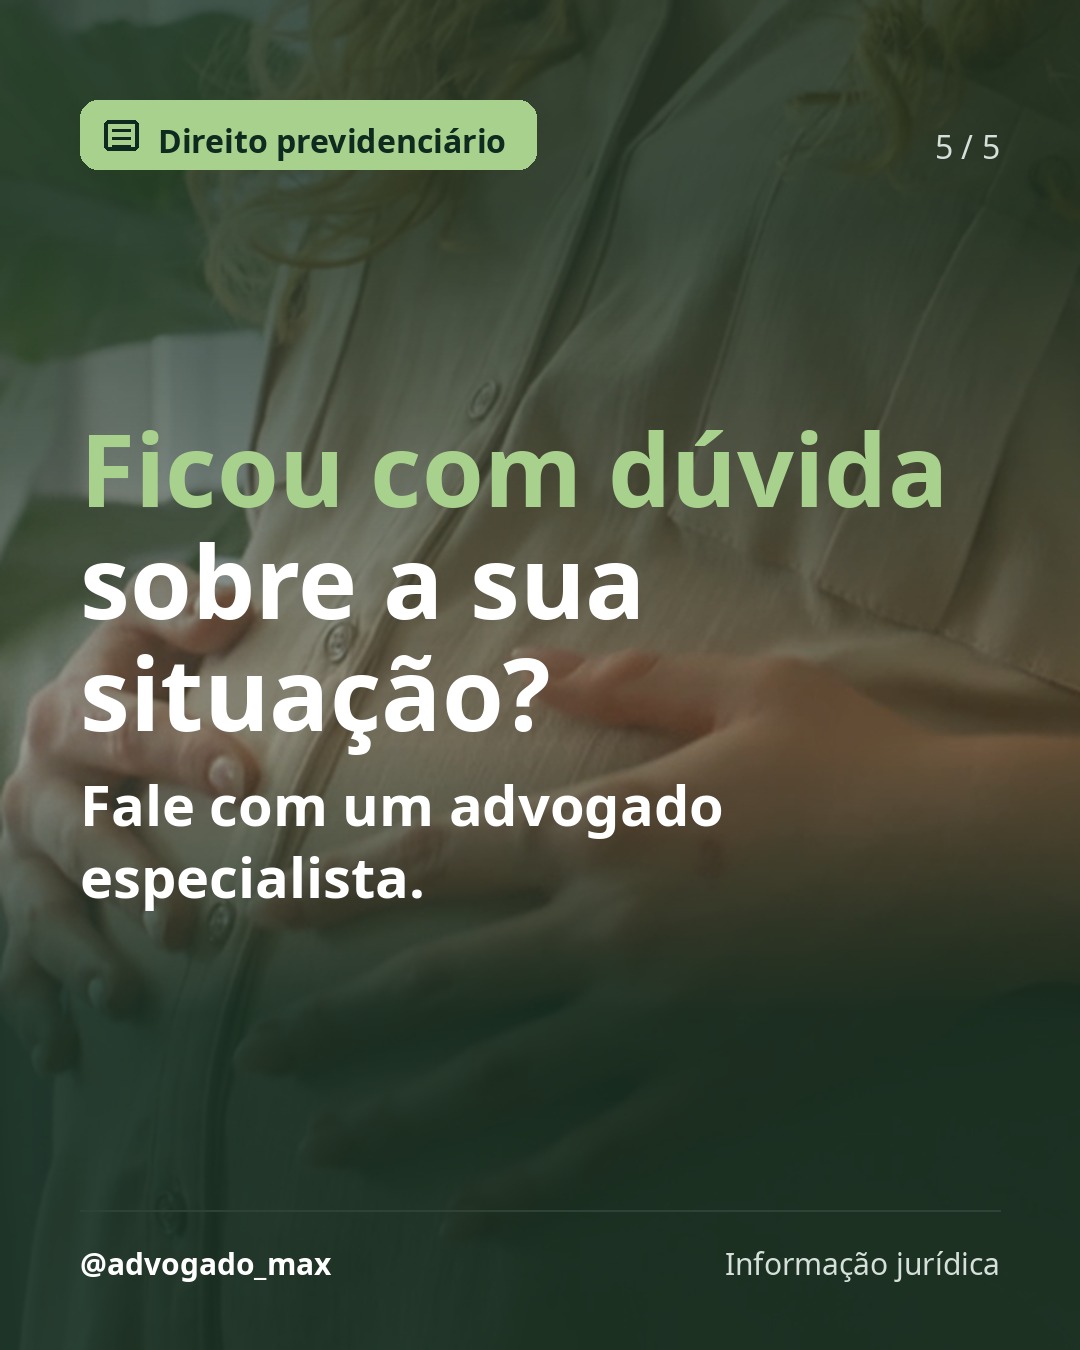 Direito previdenciário
5 / 5
Ficou com dúvida
sobre a sua
situação?
Fale com um advogado
especialista.
@advogado_max
Informação jurídica